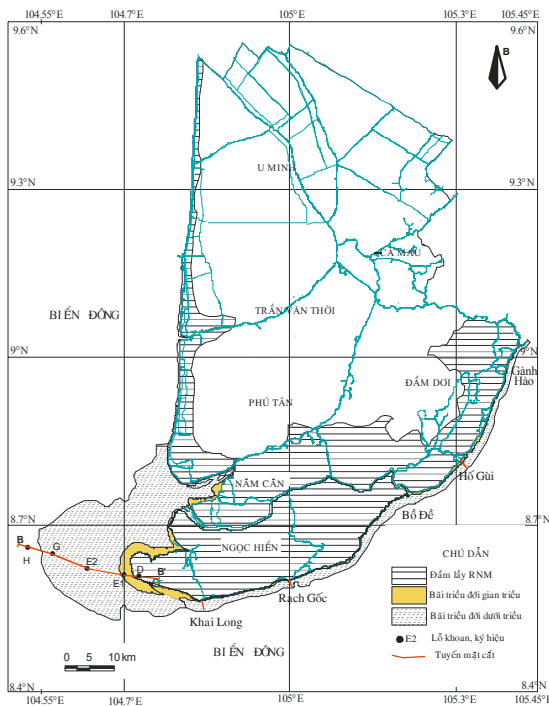 104.55°E 104.7°E 105°E 105.3°E 105.45°E
9.6°N 9.6°N
B
U MINH
9.3°N 9.3°N
CÀ MAU
BIỂN ĐÔNG
TRẦN VĂN THỜI
9°N 9°N
Gành
Hào
ĐẦM DƠI
PHÚ TÂN
Hố Gùi
NĂM CĂN
Bồ Đề
8.7°N 8.7°N
B
H
G
E2
E1
D
B'
NGỌC HIỂN
Rạch Gốc
Khai Long
BIỂN ĐÔNG
0 5 10 km
CHÚ DẪN
Đầm lầy RNM
Bãi triều đới gian triều
Bãi triều đới dưới triều
E2 Lỗ khoan, ký hiệu
Tuyến mặt cắt
8.4°N 8.4°N
104.55°E 104.7°E 105°E 105.3°E 105.45°E